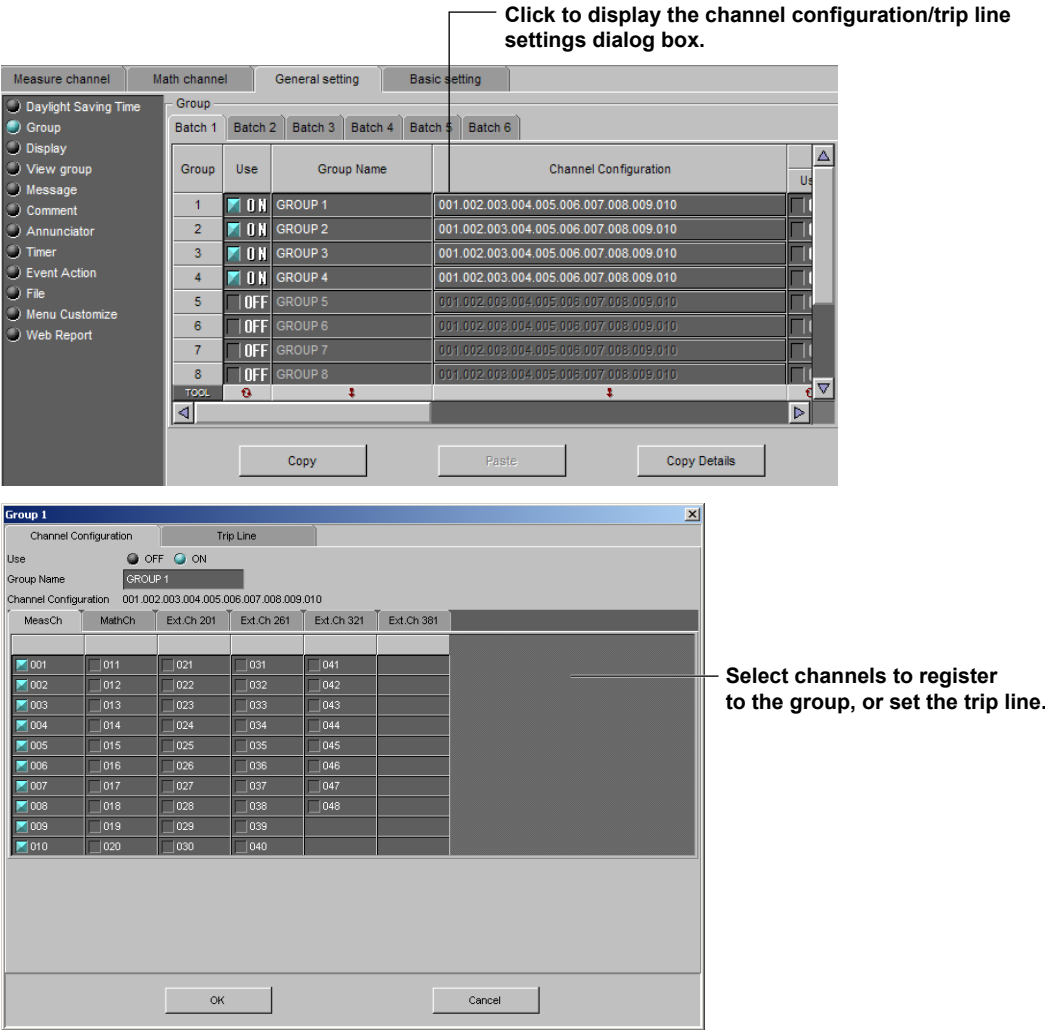 Click to display the channel configuration/trip line
settings dialog box.
Measure channel Math channel General setting Basic setting
Daylight Saving Time
Group
Display
View group
Message
Comment
Annunciator
Timer
Event Action
File
Menu Customize
Web Report
Group
Batch 1 Batch 2 Batch 3 Batch 4 Batch 5 Batch 6
Group Use Group Name Channel Configuration
1 ON GROUP 1 001.002.003.004.005.006.007.008.009.010
2 ON GROUP 2 001.002.003.004.005.006.007.008.009.010
3 ON GROUP 3 001.002.003.004.005.006.007.008.009.010
4 ON GROUP 4 001.002.003.004.005.006.007.008.009.010
5 OFF GROUP 5 001.002.003.004.005.006.007.008.009.010
6 OFF GROUP 6 001.002.003.004.005.006.007.008.009.010
7 OFF GROUP 7 001.002.003.004.005.006.007.008.009.010
8 OFF GROUP 8 001.002.003.004.005.006.007.008.009.010
TOOL
Copy Paste Copy Details
Group 1
Channel Configuration Trip Line
Use OFF ON
Group Name GROUP 1
Channel Configuration 001.002.003.004.005.006.007.008.009.010
MeasCh MathCh Ext.Ch 201 Ext.Ch 261 Ext.Ch 321 Ext.Ch 381
001 011 021 031 041
002 012 022 032 042
003 013 023 033 043
004 014 024 034 044
005 015 025 035 045
006 016 026 036 046
007 017 027 037 047
008 018 028 038 048
009 019 029 039
010 020 030 040
Select channels to register
to the group, or set the trip line.
OK Cancel